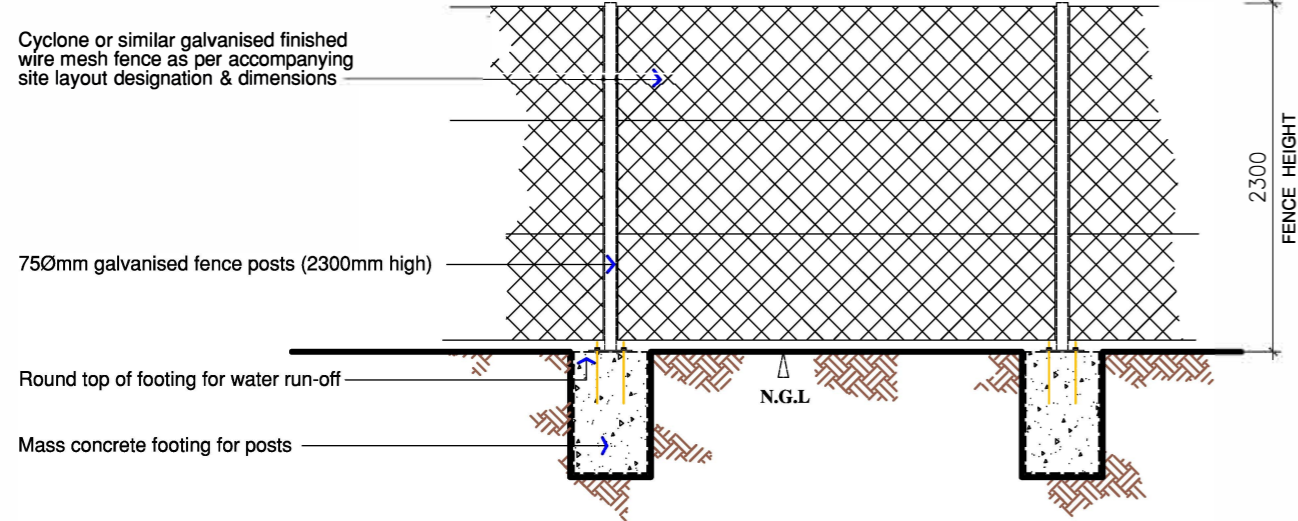 Cyclone or similar galvanised finished
wire mesh fence as per accompanying
site layout designation & dimensions
75Ømm galvanised fence posts (2300mm high)
Round top of footing for water run-off
Mass concrete footing for posts
N.G.L
2300
FENCE HEIGHT